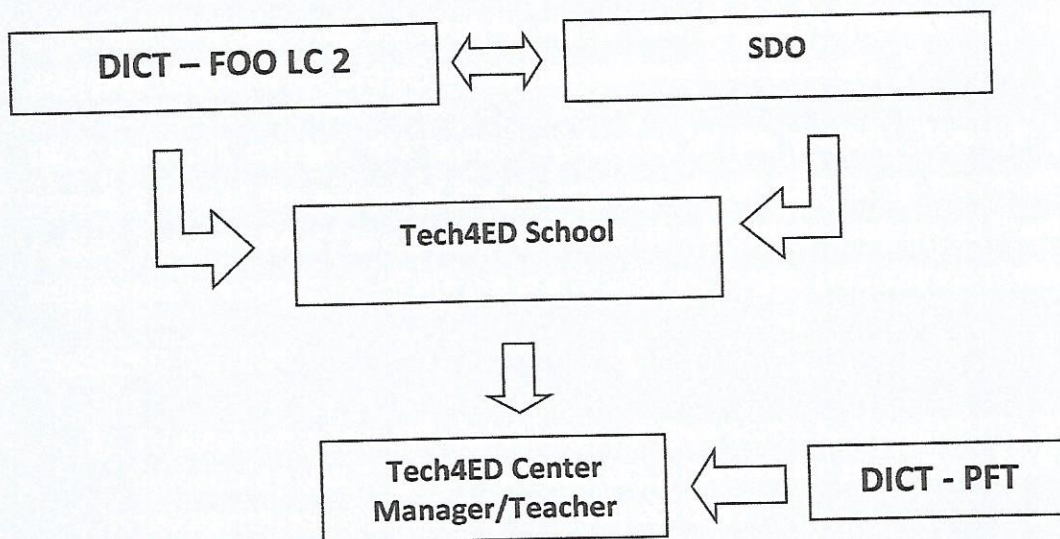 DICT – FOO LC 2
SDO
Tech4ED School
Tech4ED Center
Manager/Teacher
DICT - PFT